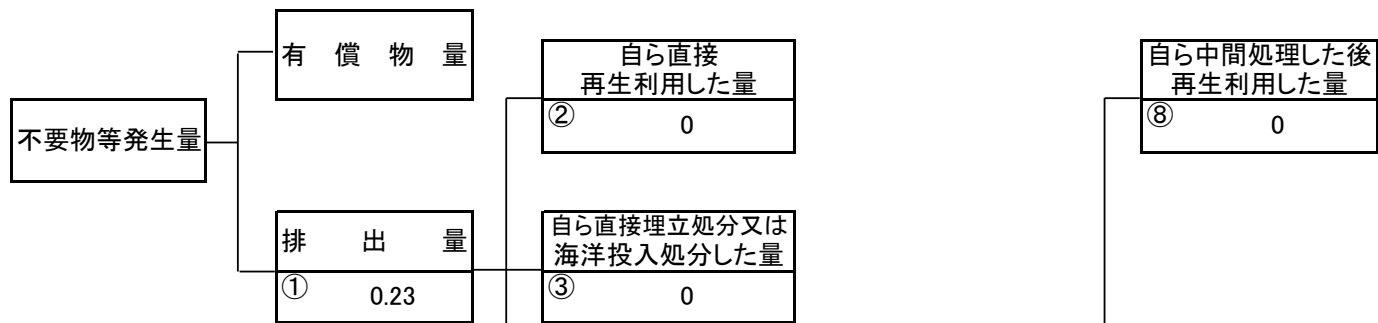 有償物量
自ら直接
再生利用した量
②
0
自ら中間処理した後
再生利用した量
⑧
0
不要物等発生量
排出量
①
0.23
自ら直接埋立処分又は
海洋投入処分した量
③
0